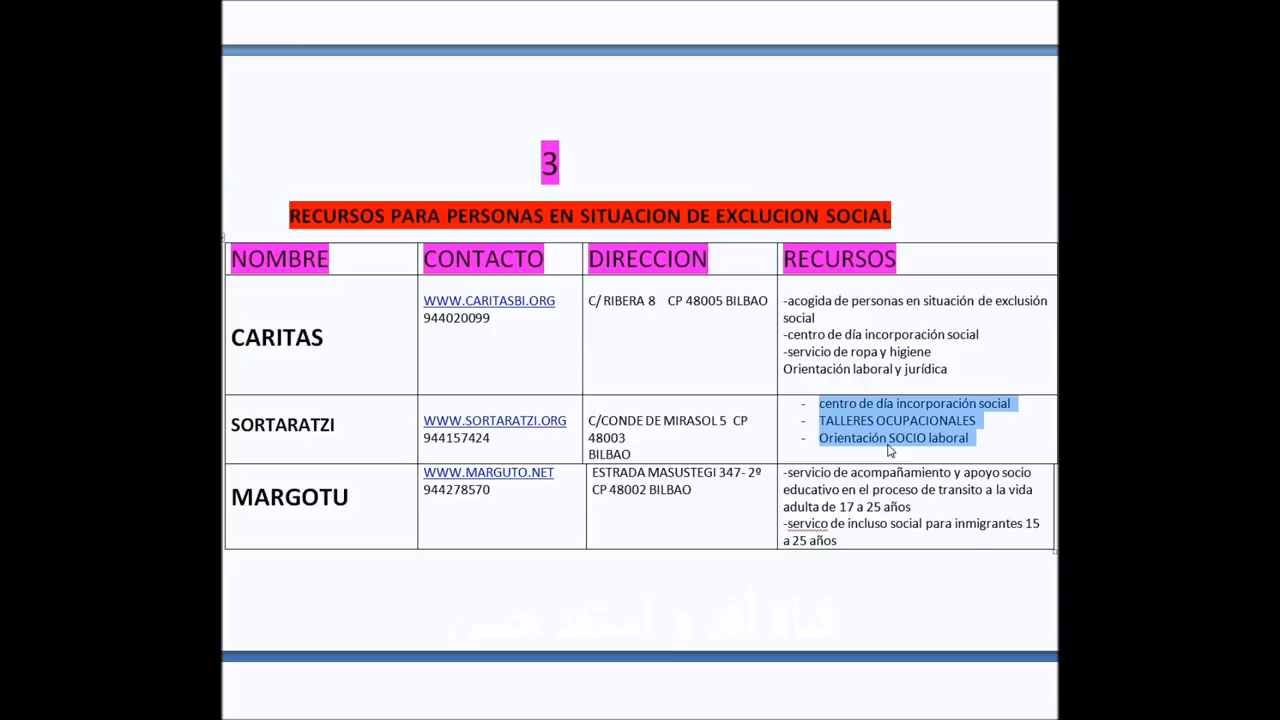 3
RECURSOS PARA PERSONAS EN SITUACION DE EXCLUCION SOCIAL
NOMBRE CONTACTO DIRECCION RECURSOS
CARITAS
WWW.CARITASBI.ORG
944020099
C/ RIBERA 8 CP 48005 BILBAO
-acogida de personas en situación de exclusión
social
-centro de día incorporación social
-servicio de ropa y higiene
Orientación laboral y jurídica
SORTARATZI
WWW.SORTARATZI.ORG
944157424
C/CONDE DE MIRASOL 5 CP
48003
BILBAO
- centro de día incorporación social
- TALLERES OCUPACIONALES
- Orientación SOCIO laboral
MARGOTU
WWW.MARGUTO.NET
944278570
ESTRADA MASUSTEGI 347- 2º
CP 48002 BILBAO
-servicio de acompañamiento y apoyo socio
educativo en el proceso de transito a la vida
adulta de 17 a 25 años
-servico de incluso social para inmigrantes 15
a 25 años
قناة أفد و استفد